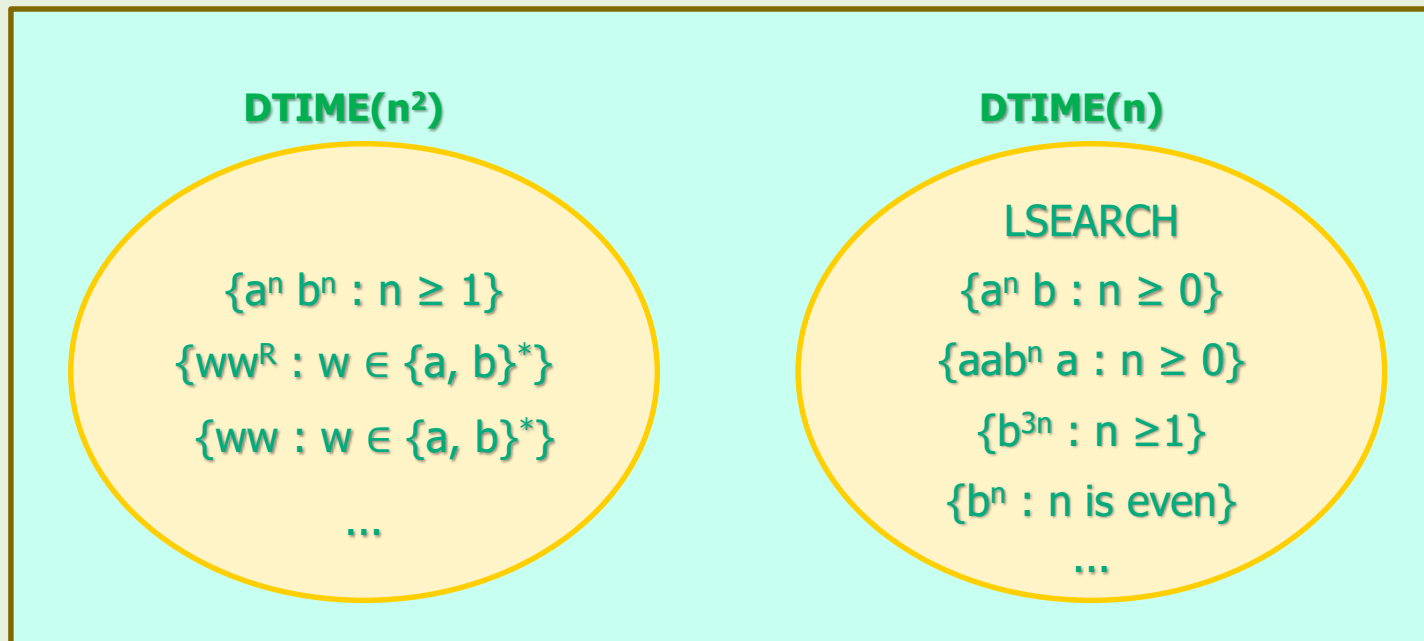 DTIME(n²)
{aⁿ bⁿ : n ≥ 1}
{wwᴿ : w ∈ {a, b}*}
{ww : w ∈ {a, b}*}
...
DTIME(n)
LSEARCH
{aⁿ b : n ≥ 0}
{aabⁿ a : n ≥ 0}
{b³ⁿ : n ≥1}
{bⁿ : n is even}
...